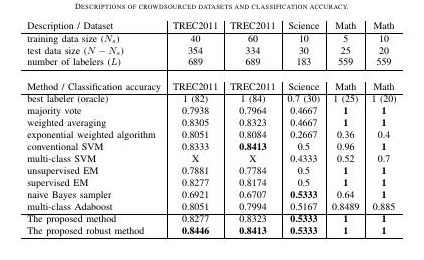 DESCRIPTIONS OF CROWDSOURCED DATASETS AND CLASSIFICATION ACCURACY.
Description / Dataset TREC2011 TREC2011 Science Math Math
training data size (Nₛ) 40 60 10 5 10
test data size (N − Nₛ) 354 334 30 25 20
number of labelers (L) 689 689 183 559 559
Method / Classification accuracy TREC2011 TREC2011 Science Math Math
best labeler (oracle) 1 (82) 1 (84) 0.7 (30) 1 (25) 1 (20)
majority vote 0.7938 0.7964 0.4667 1 1
weighted averaging 0.8305 0.8323 0.4667 1 1
exponential weighted algorithm 0.8051 0.8084 0.2667 0.36 0.4
conventional SVM 0.8333 0.8413 0.5 0.96 1
multi-class SVM X X 0.4333 0.52 0.7
unsupervised EM 0.7881 0.7784 0.5 1 1
supervised EM 0.8277 0.8174 0.5 1 1
naive Bayes sampler 0.6921 0.6707 0.5333 0.64 1
multi-class Adaboost 0.8051 0.7994 0.5167 0.8489 0.885
The proposed method 0.8277 0.8323 0.5333 1 1
The proposed robust method 0.8446 0.8413 0.5333 1 1